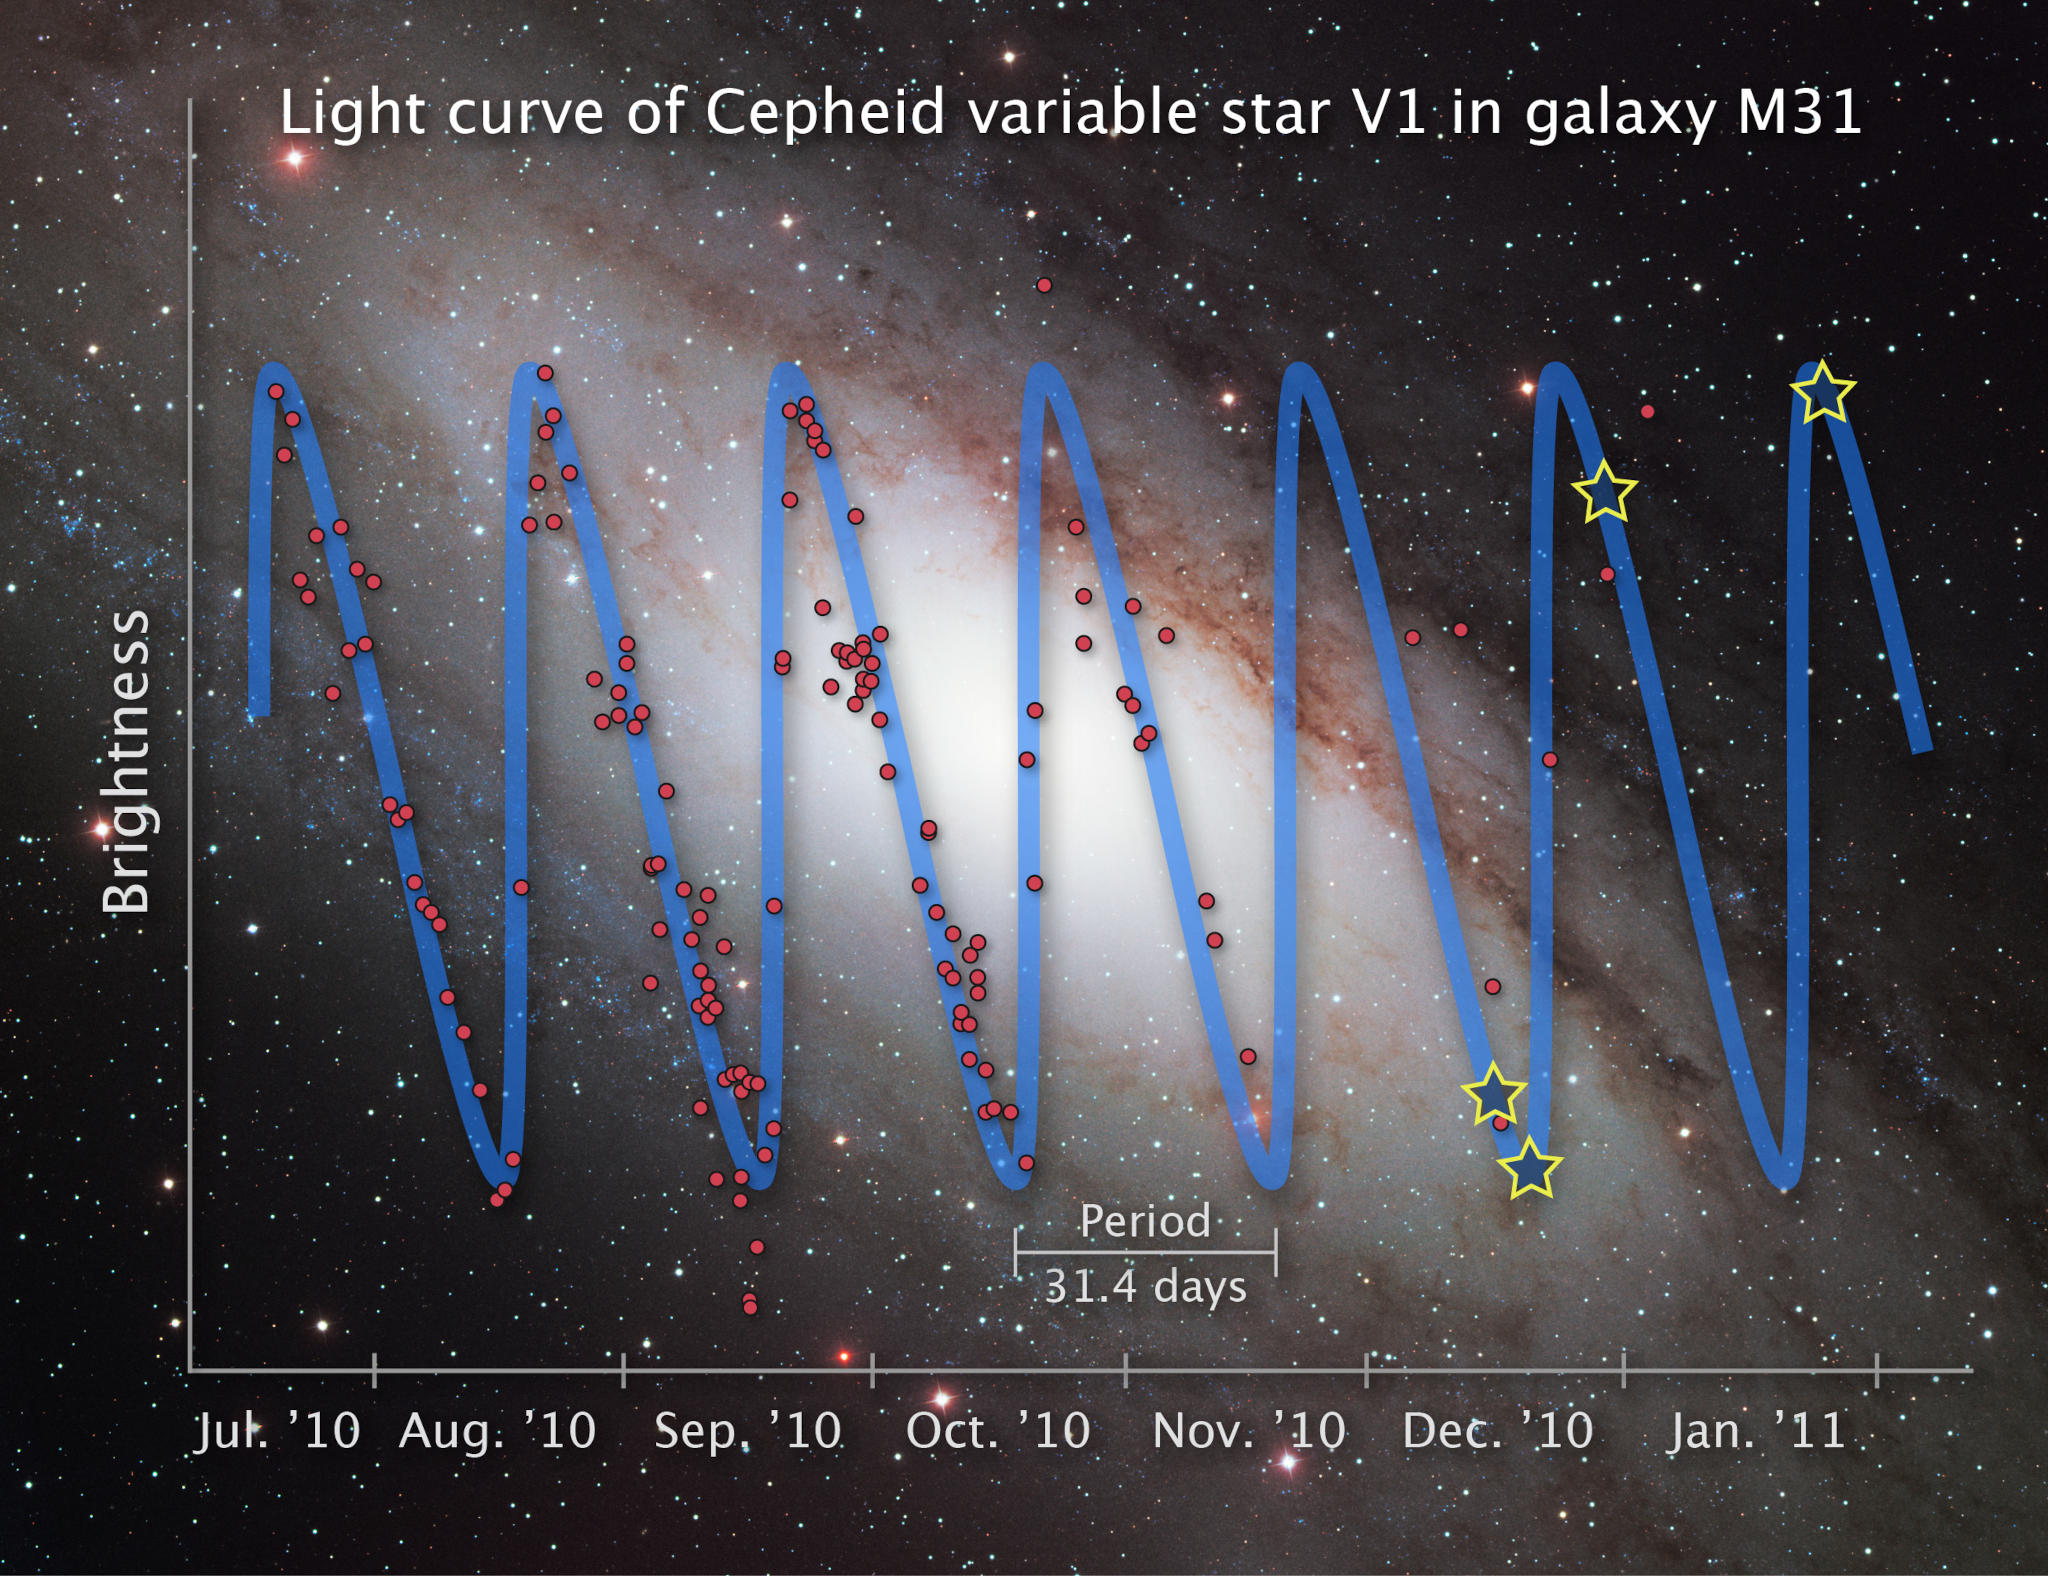 Light curve of Cepheid variable star V1 in galaxy M31
Brightness
Period
31.4 days
Jul. ’10 Aug. ’10 Sep. ’10 Oct. ’10 Nov. ’10 Dec. ’10 Jan. ’11